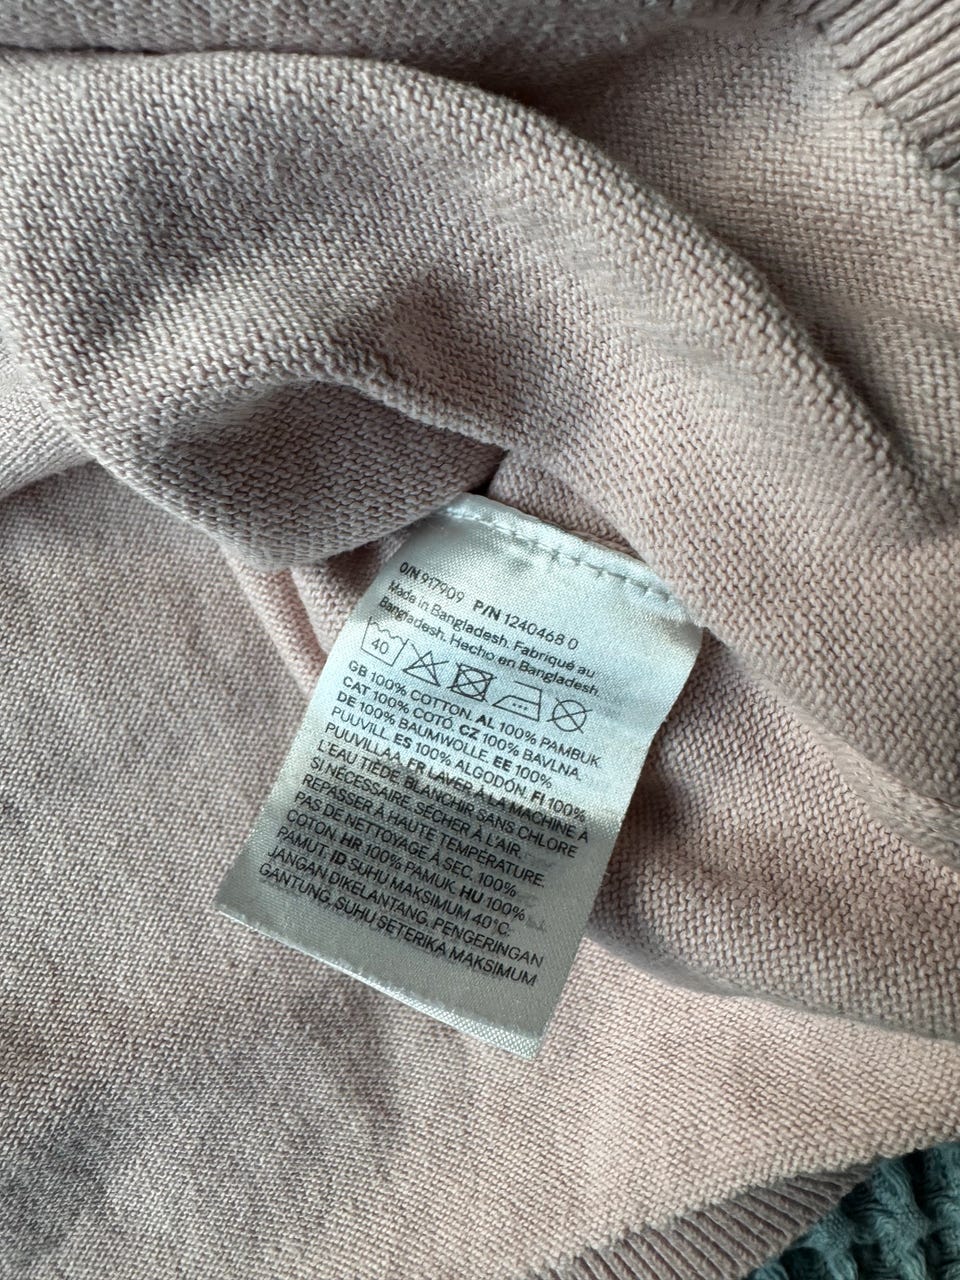 O/N 917909 P/N 1240468 0
Made in Bangladesh. Fabriqué au
Bangladesh. Hecho en Bangladesh.
40
GB 100% COTTON. AL 100% PAMBUK.
CAT 100% COTÓ. CZ 100% BAVLNA.
DE 100% BAUMWOLLE. EE 100%
PUUVILL. ES 100% ALGODÓN. FI 100%
PUUVILLAA. FR LAVER À LA MACHINE À
L'EAU TIÈDE. BLANCHIR SANS CHLORE
SI NÉCESSAIRE. SÉCHER À L'AIR.
REPASSER À HAUTE TEMPÉRATURE.
PAS DE NETTOYAGE À SEC. 100%
COTON. HR 100% PAMUK. HU 100%
PAMUT. ID SUHU MAKSIMUM 40°C.
JANGAN DIKELANTANG. PENGERINGAN
GANTUNG. SUHU SETERIKA MAKSIMUM